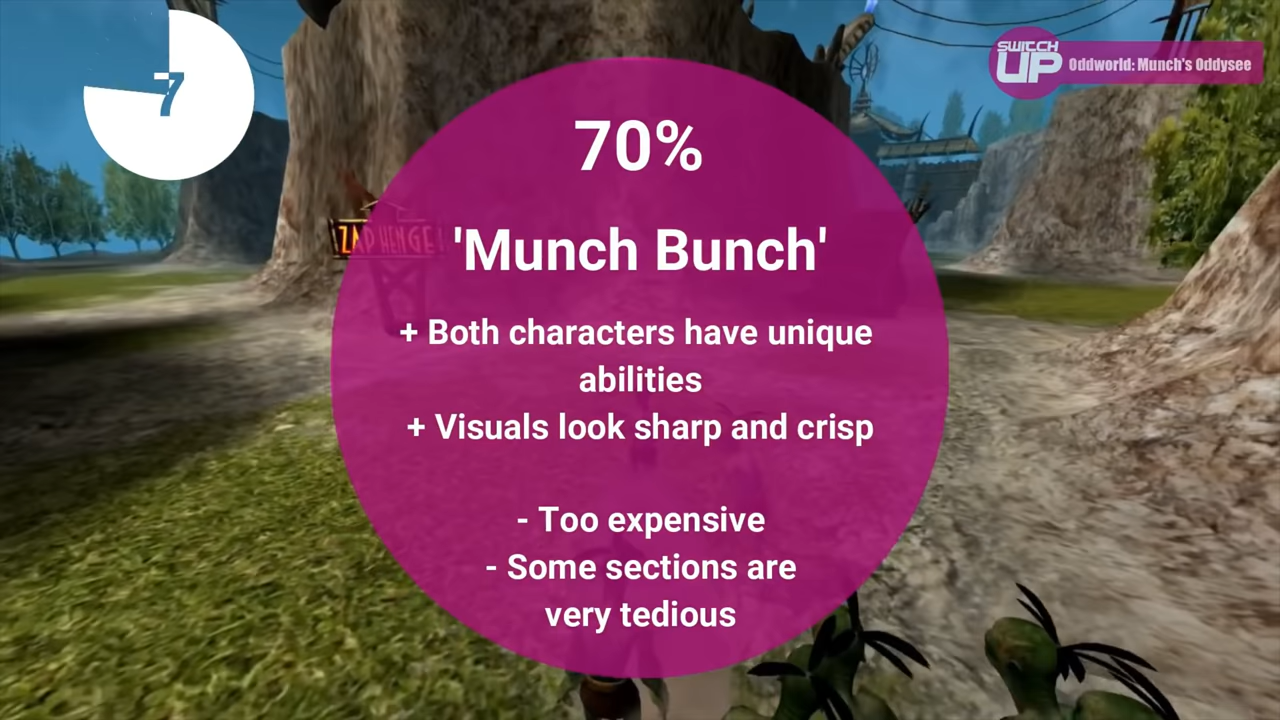 7
SWITCH
UP
Oddworld: Munch's Oddysee
70%
ZAP HENGE
'Munch Bunch'
+ Both characters have unique
abilities
+ Visuals look sharp and crisp
- Too expensive
- Some sections are
very tedious